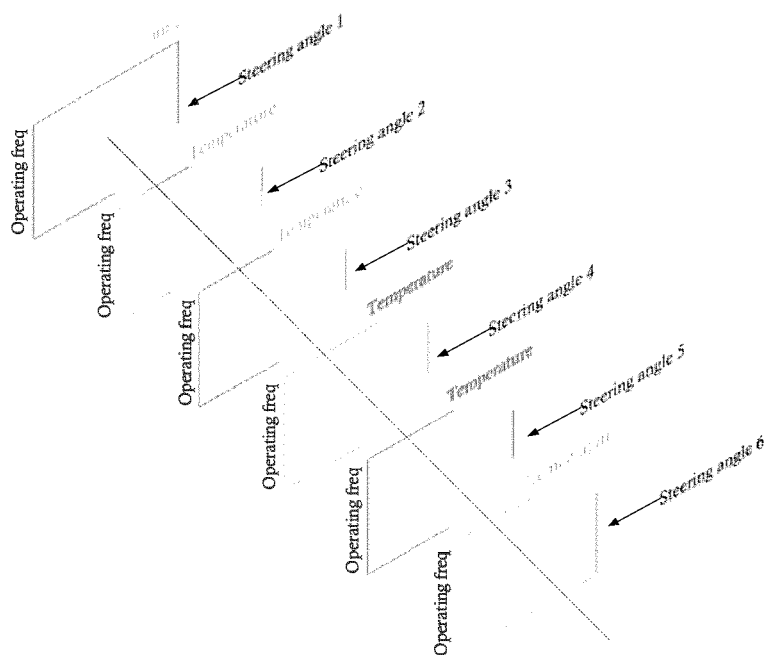 Steering angle 1
Operating freq
Temperature
Steering angle 2
Operating freq
Steering angle 3
Operating freq
Temperature
Steering angle 4
Operating freq
Temperature
Steering angle 5
Operating freq
Steering angle 6
Operating freq